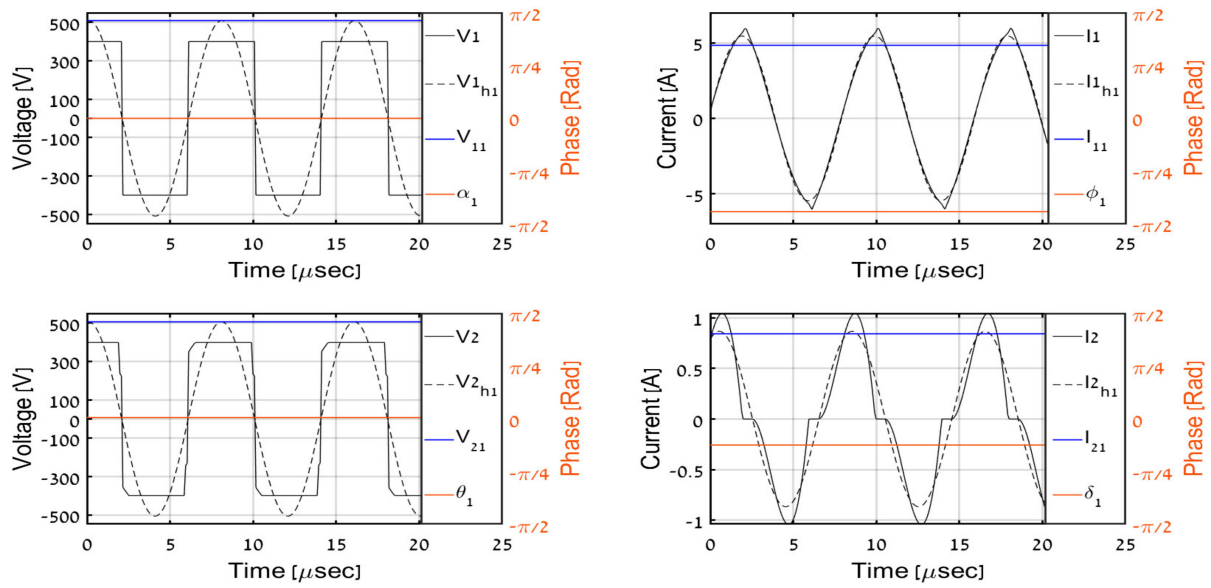 500
400
100
0
-100
-300
-500
0
5
10
15
20
25
Time [μsec]
Voltage [V]
V1
V1h1
V11
α1
π/2
π/4
0
-π/4
-π/2
Phase [Rad]
5
0
-5
0
5
10
15
20
25
Time [μsec]
Current [A]
I1
I1h1
I11
ϕ1
π/2
π/4
0
-π/4
-π/2
Phase [Rad]
500
300
100
0
-100
-300
-500
0
5
10
15
20
25
Time [μsec]
Voltage [V]
V2
V2h1
V21
θ1
π/2
π/4
0
-π/4
-π/2
Phase [Rad]
1
0.5
0
-0.5
-1
0
5
10
15
20
25
Time [μsec]
Current [A]
I2
I2h1
I21
δ1
π/2
π/4
0
-π/4
-π/2
Phase [Rad]